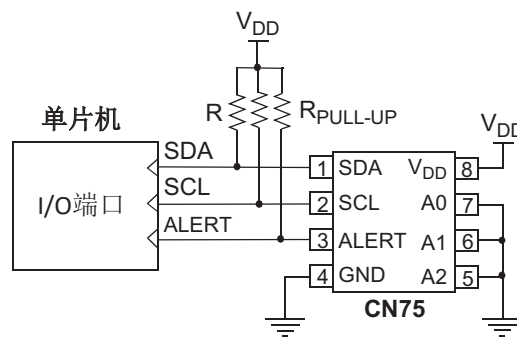 VDD
单片机
R
RPULL-UP
VDD
SDA
1
SDA
VDD
8
I/O端口
SCL
2
SCL
A0
7
ALERT
3
ALERT
A1
6
4
GND
A2
5
CN75